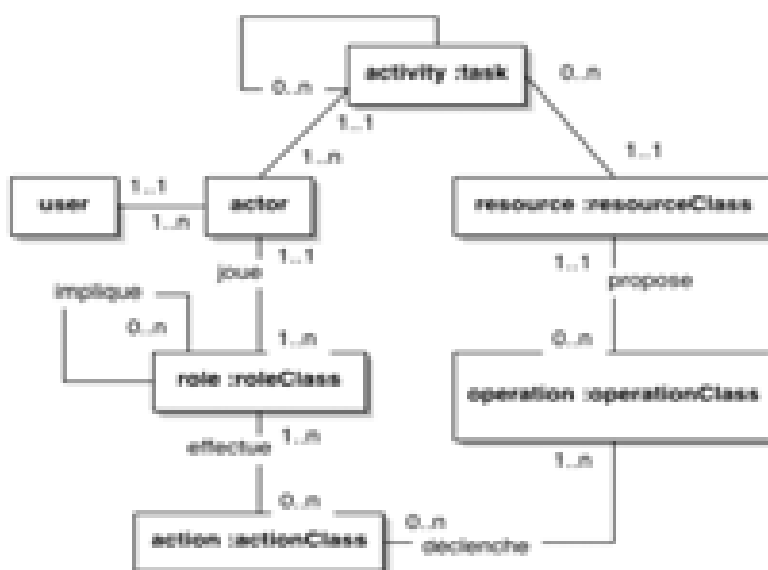 activity :task
0..n
0..n
1..1
1..n
1..1
user
1..1
1..n
actor
resource :resourceClass
joue
1..1
1..1
propose
implique
0..n
1..n
0..n
role :roleClass
operation :operationClass
effectue
1..n
1..n
0..n
action :actionClass
0..n
declenche